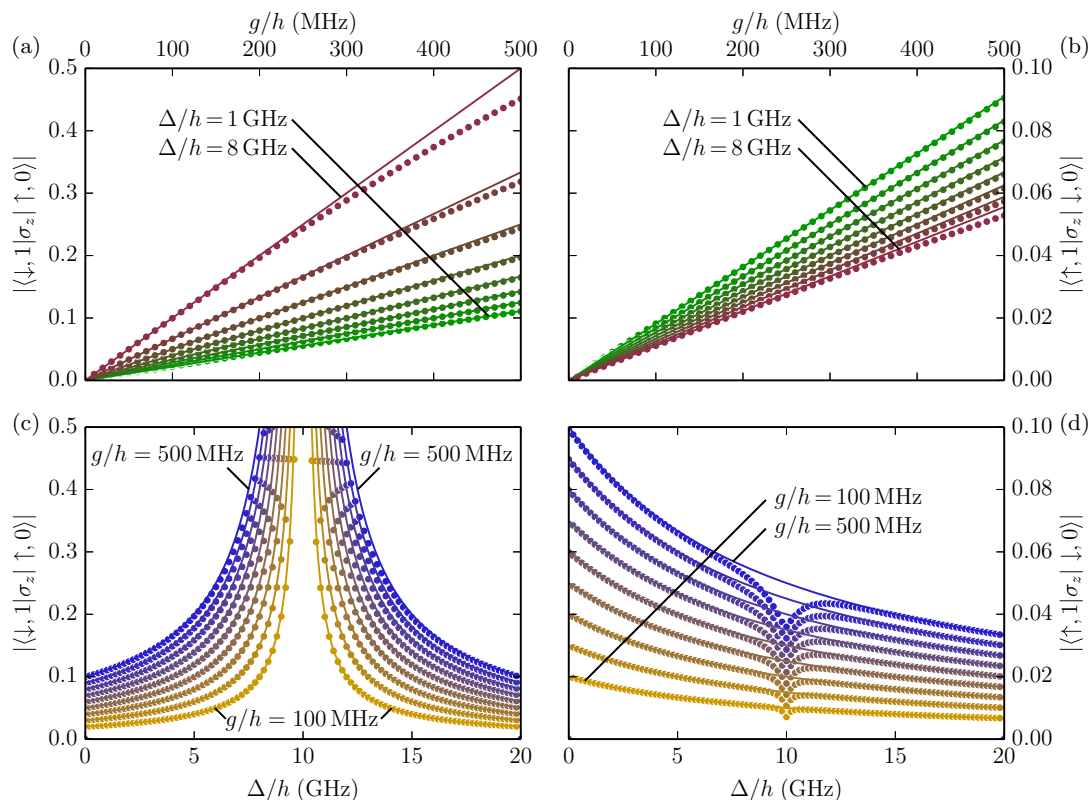 g/h (MHz)
g/h (MHz)
(a)
0 100 200 300 400 500
0 100 200 300 400 500
(b)
0.5
0.4
0.3
0.2
0.1
0.0
|⟨↓, 1|σz| ↑, 0⟩|
Δ/h = 1 GHz
Δ/h = 8 GHz
Δ/h = 1 GHz
Δ/h = 8 GHz
0.10
0.08
0.06
0.04
0.02
0.00
|⟨↑, 1|σz| ↓, 0⟩|
(c)
0.5
0.4
0.3
0.2
0.1
0.0
|⟨↓, 1|σz| ↑, 0⟩|
g/h = 500 MHz
g/h = 500 MHz
g/h = 100 MHz
0 5 10 15 20
Δ/h (GHz)
(d)
g/h = 100 MHz
g/h = 500 MHz
0.10
0.08
0.06
0.04
0.02
0.00
|⟨↑, 1|σz| ↓, 0⟩|
0 5 10 15 20
Δ/h (GHz)